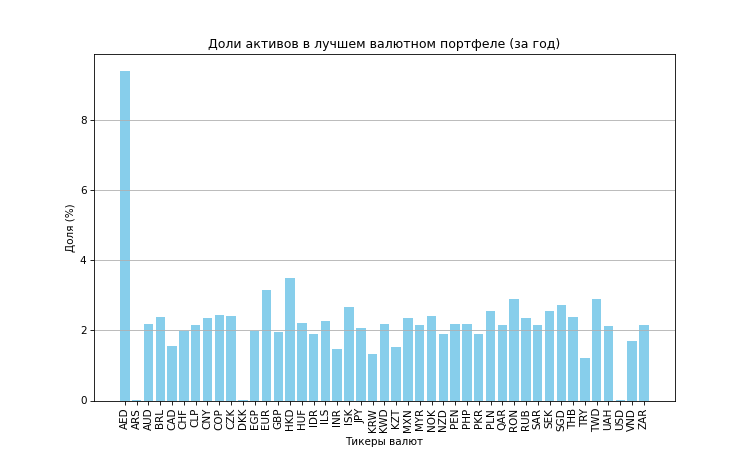 Доли активов в лучшем валютном портфеле (за год)
Доля (%)
8
6
4
2
0
AED ARS AUD BRL CAD CHF CLP CNY COP CZK DKK EGP EUR GBP HKD HUF IDR ILS INR ISK JPY KRW KWD KZT MXN MYR NOK NZD PEN PHP PKR PLN QAR RON RUB SAR SEK SGD THB TRY TWD UAH USD VND ZAR
Тикеры валют